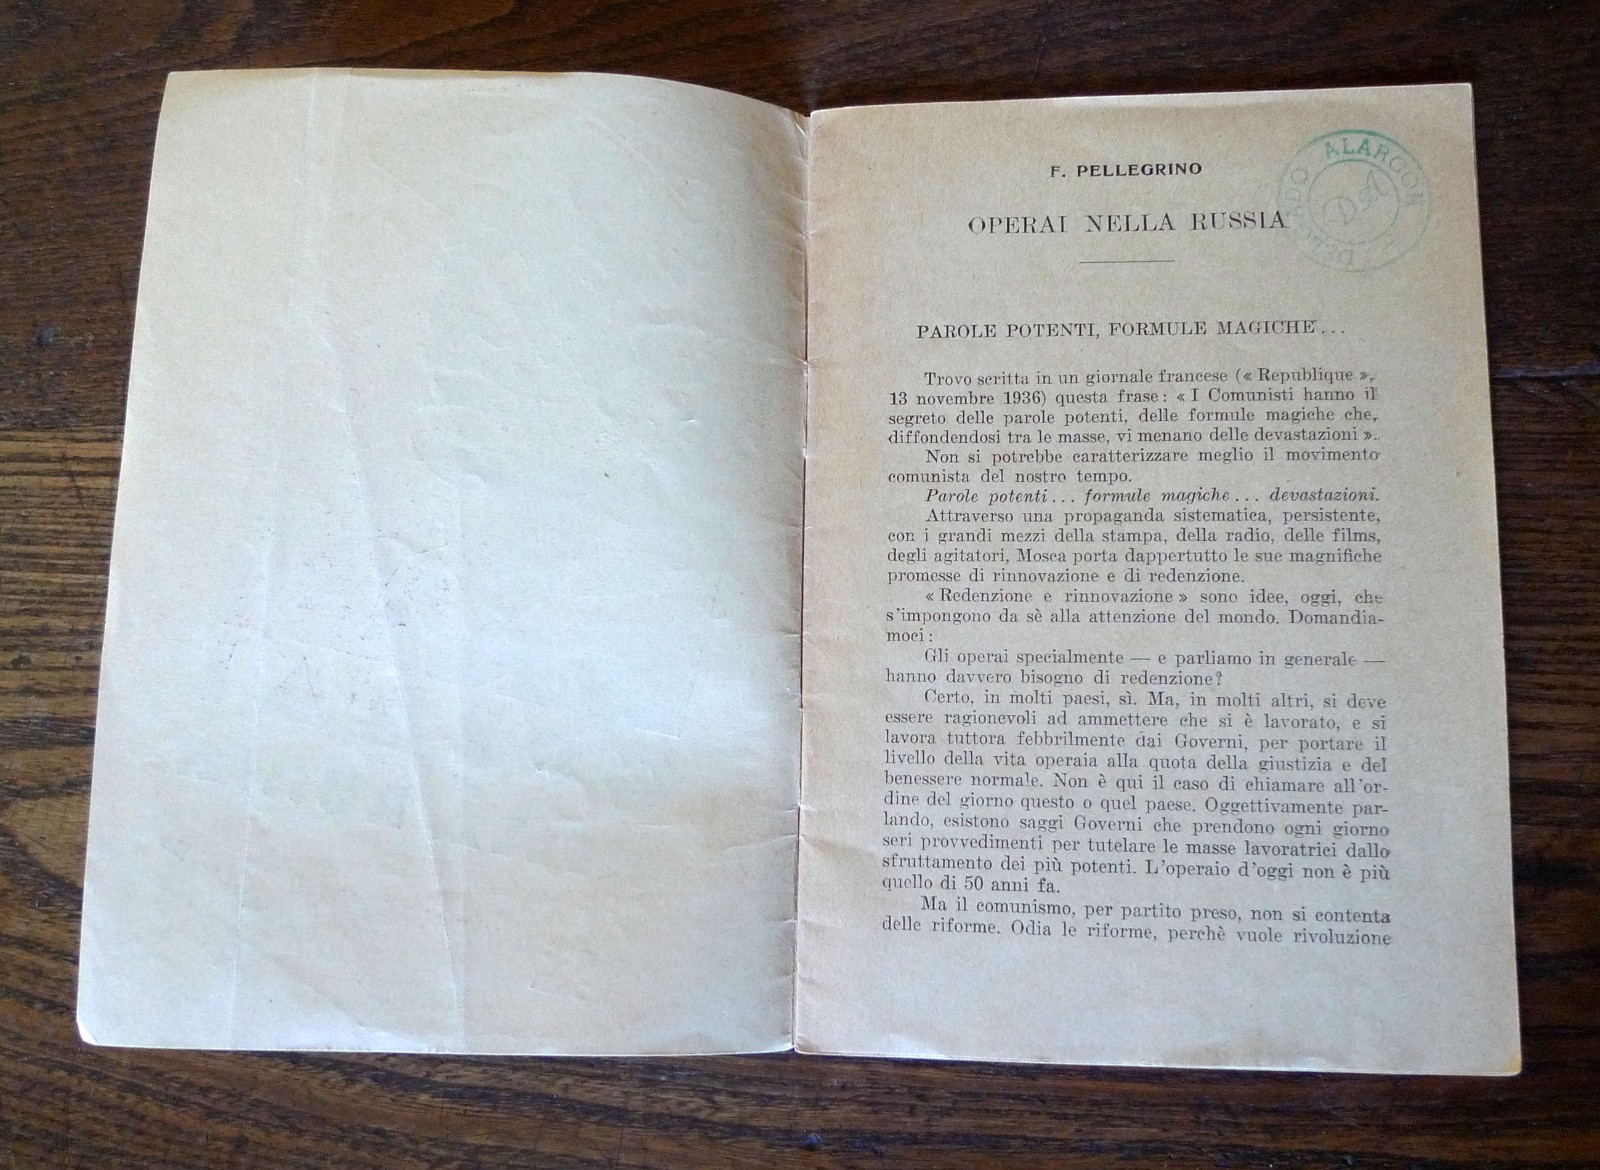 F. PELLEGRINO
OPERAI NELLA RUSSIA
ALARCON
DA
PAROLE POTENTI, FORMULE MAGICHE...
Trovo scritta in un giornale francese (« Republique »,
13 novembre 1936) questa frase: « I Comunisti hanno il
segreto delle parole potenti, delle formule magiche che,
diffondendosi tra le masse, vi menano delle devastazioni ».
Non si potrebbe caratterizzare meglio il movimento
comunista del nostro tempo.
Parole potenti... formule magiche... devastazioni.
Attraverso una propaganda sistematica, persistente,
con i grandi mezzi della stampa, della radio, delle films,
degli agitatori, Mosca porta dappertutto le sue magnifiche
promesse di rinnovazione e di redenzione.
« Redenzione e rinnovazione » sono idee, oggi, che
s'impongono da sè alla attenzione del mondo. Domandia-
moci:
Gli operai specialmente — e parliamo in generale —
hanno davvero bisogno di redenzione?
Certo, in molti paesi, sì. Ma, in molti altri, si deve
essere ragionevoli ad ammettere che si è lavorato, e si
lavora tuttora febbrilmente dai Governi, per portare il
livello della vita operaia alla quota della giustizia e del
benessere normale. Non è qui il caso di chiamare all'or-
dine del giorno questo o quel paese. Oggettivamente par-
lando, esistono saggi Governi che prendono ogni giorno
seri provvedimenti per tutelare le masse lavoratrici dallo
sfruttamento dei più potenti. L'operaio d'oggi non è più
quello di 50 anni fa.
Ma il comunismo, per partito preso, non si contenta
delle riforme. Odia le riforme, perchè vuole rivoluzione